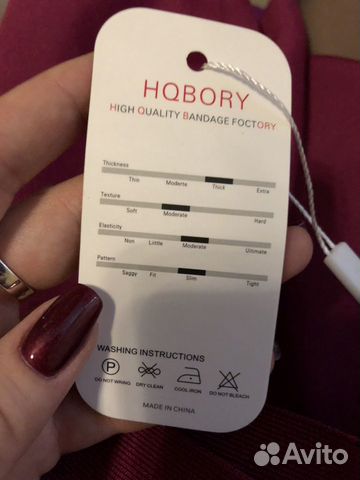 HQBORY
HIGH QUALITY BANDAGE FOCTORY
Thickness
Thin Moderte Thick Extra
Texture
Soft Moderate Hard
Elasticity
Non Little Moderate Ultimate
Pattern
Saggy Fit Slim Tight
WASHING INSTRUCTIONS
P
DO NOT WRING DRY CLEAN COOL IRON DO NOT BLEACH
MADE IN CHINA
Avito